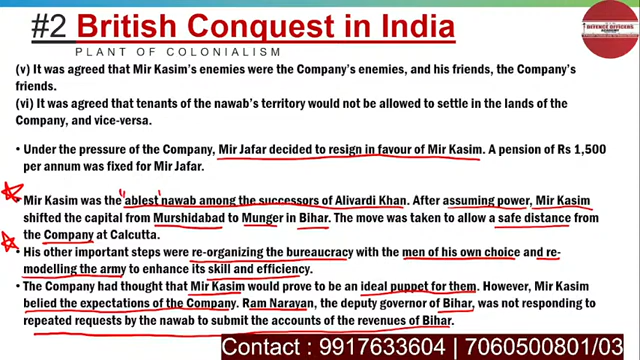 #2 British Conquest in India
PLANT OF COLONIALISM
DEFENCE OFFICERS
ACADEMY
(v) It was agreed that Mir Kasim's enemies were the Company's enemies, and his friends, the Company's
friends.
(vi) It was agreed that tenants of the nawab's territory would not be allowed to settle in the lands of the
Company, and vice-versa.
• Under the pressure of the Company, Mir Jafar decided to resign in favour of Mir Kasim. A pension of Rs 1,500
per annum was fixed for Mir Jafar.
• Mir Kasim was the 'ablest' nawab among the successors of Alivardi Khan. After assuming power, Mir Kasim
shifted the capital from Murshidabad to Munger in Bihar. The move was taken to allow a safe distance from
the Company at Calcutta.
• His other important steps were re-organizing the bureaucracy with the men of his own choice and re-
modelling the army to enhance its skill and efficiency.
• The Company had thought that Mir Kasim would prove to be an ideal puppet for them. However, Mir Kasim
belied the expectations of the Company. Ram Narayan, the deputy governor of Bihar, was not responding to
repeated requests by the nawab to submit the accounts of the revenues of Bihar.
Contact : 9917633604 | 7060500801/03